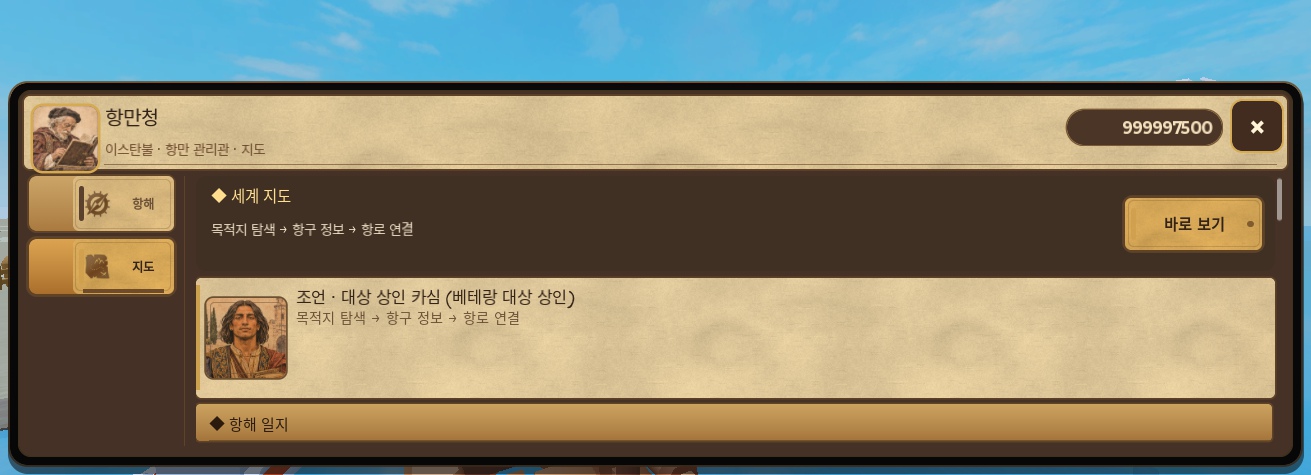 항만청
이스탄불 · 항만 관리관 · 지도
999997500
×
항해
지도
◆ 세계 지도
목적지 탐색 → 항구 정보 → 항로 연결
바로 보기
조언 · 대상 상인 카심 (베테랑 대상 상인)
목적지 탐색 → 항구 정보 → 항로 연결
◆ 항해 일지